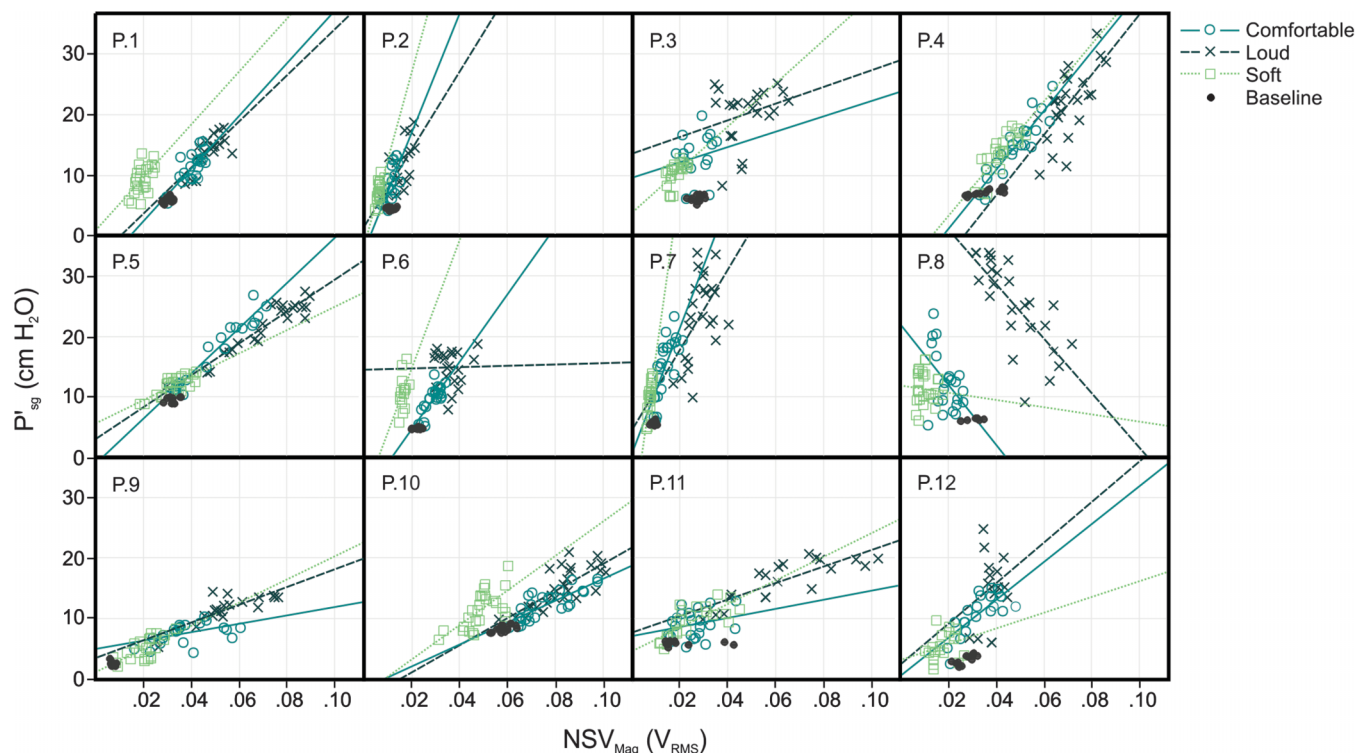 P.1 P.2 P.3 P.4
Comfortable
Loud
Soft
Baseline
30
20
10
0
P.5 P.6 P.7 P.8
30
20
10
0
P.9 P.10 P.11 P.12
30
20
10
0
P'sg (cm H2O)
.02 .04 .06 .08 .10 .02 .04 .06 .08 .10 .02 .04 .06 .08 .10 .02 .04 .06 .08 .10
NSVMag (VRMS)